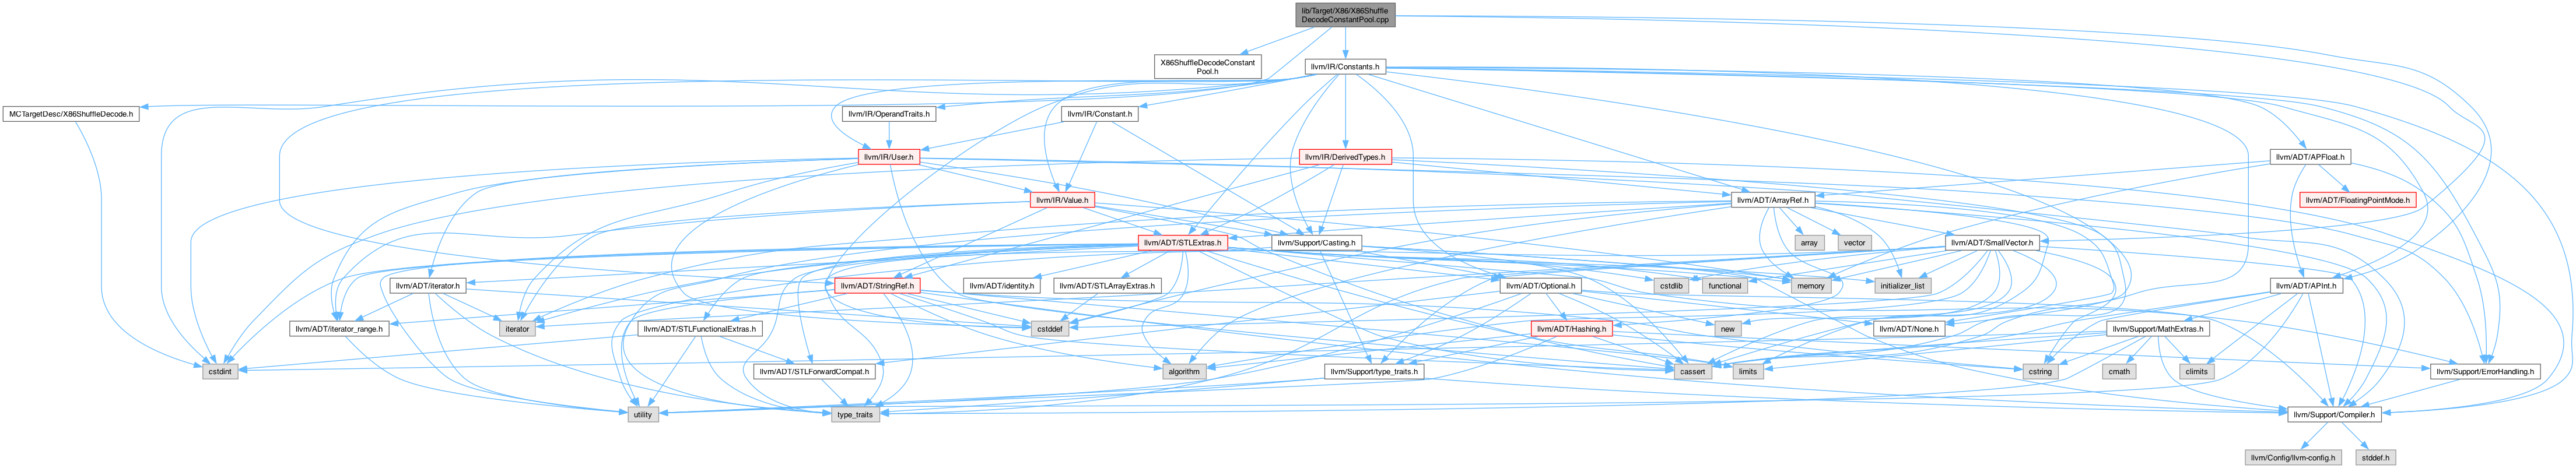 lib/Target/X86/X86Shuffle
DecodeConstantPool.cpp
X86ShuffleDecodeConstant
Pool.h
llvm/IR/Constants.h
MCTargetDesc/X86ShuffleDecode.h
llvm/IR/OperandTraits.h
llvm/IR/Constant.h
llvm/IR/User.h
llvm/IR/DerivedTypes.h
llvm/ADT/APFloat.h
llvm/IR/Value.h
llvm/ADT/ArrayRef.h
llvm/ADT/FloatingPointMode.h
llvm/ADT/STLExtras.h
llvm/Support/Casting.h
array
vector
llvm/ADT/SmallVector.h
llvm/ADT/iterator.h
llvm/ADT/StringRef.h
llvm/ADT/identity.h
llvm/ADT/STLArrayExtras.h
llvm/ADT/Optional.h
cstdlib
functional
memory
initializer_list
llvm/ADT/APInt.h
llvm/ADT/iterator_range.h
iterator
llvm/ADT/STLFunctionalExtras.h
cstddef
llvm/ADT/Hashing.h
new
llvm/ADT/None.h
llvm/Support/MathExtras.h
cstdint
llvm/ADT/STLForwardCompat.h
algorithm
llvm/Support/type_traits.h
cassert
limits
cstring
cmath
climits
llvm/Support/ErrorHandling.h
utility
type_traits
llvm/Support/Compiler.h
llvm/Config/llvm-config.h
stddef.h